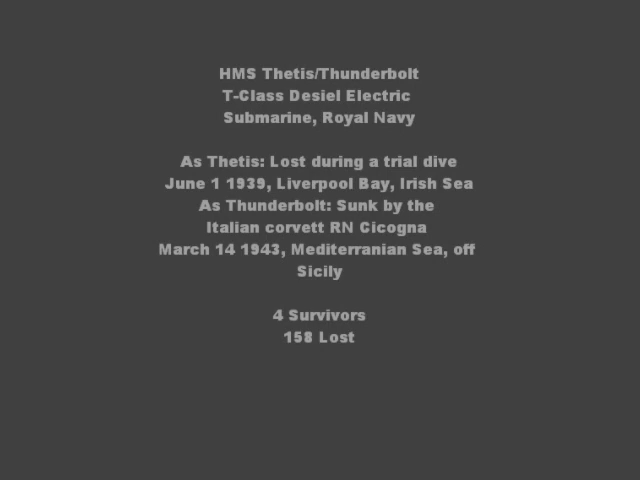 HMS Thetis/Thunderbolt
T-Class Desiel Electric
Submarine, Royal Navy
As Thetis: Lost during a trial dive
June 1 1939, Liverpool Bay, Irish Sea
As Thunderbolt: Sunk by the
Italian corvett RN Cicogna
March 14 1943, Mediterranian Sea, off
Sicily
4 Survivors
158 Lost